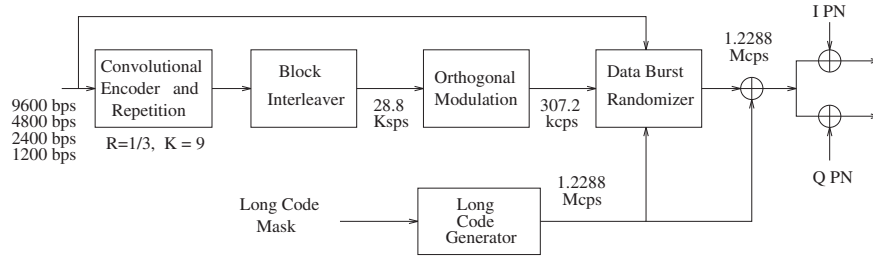 I PN
1.2288
Mcps
Convolutional
Encoder and
Repetition
Block
Interleaver
Orthogonal
Modulation
Data Burst
Randomizer
9600 bps
4800 bps
2400 bps
1200 bps
28.8
Ksps
307.2
kcps
R=1/3, K = 9
Q PN
1.2288
Mcps
Long Code
Mask
Long
Code
Generator